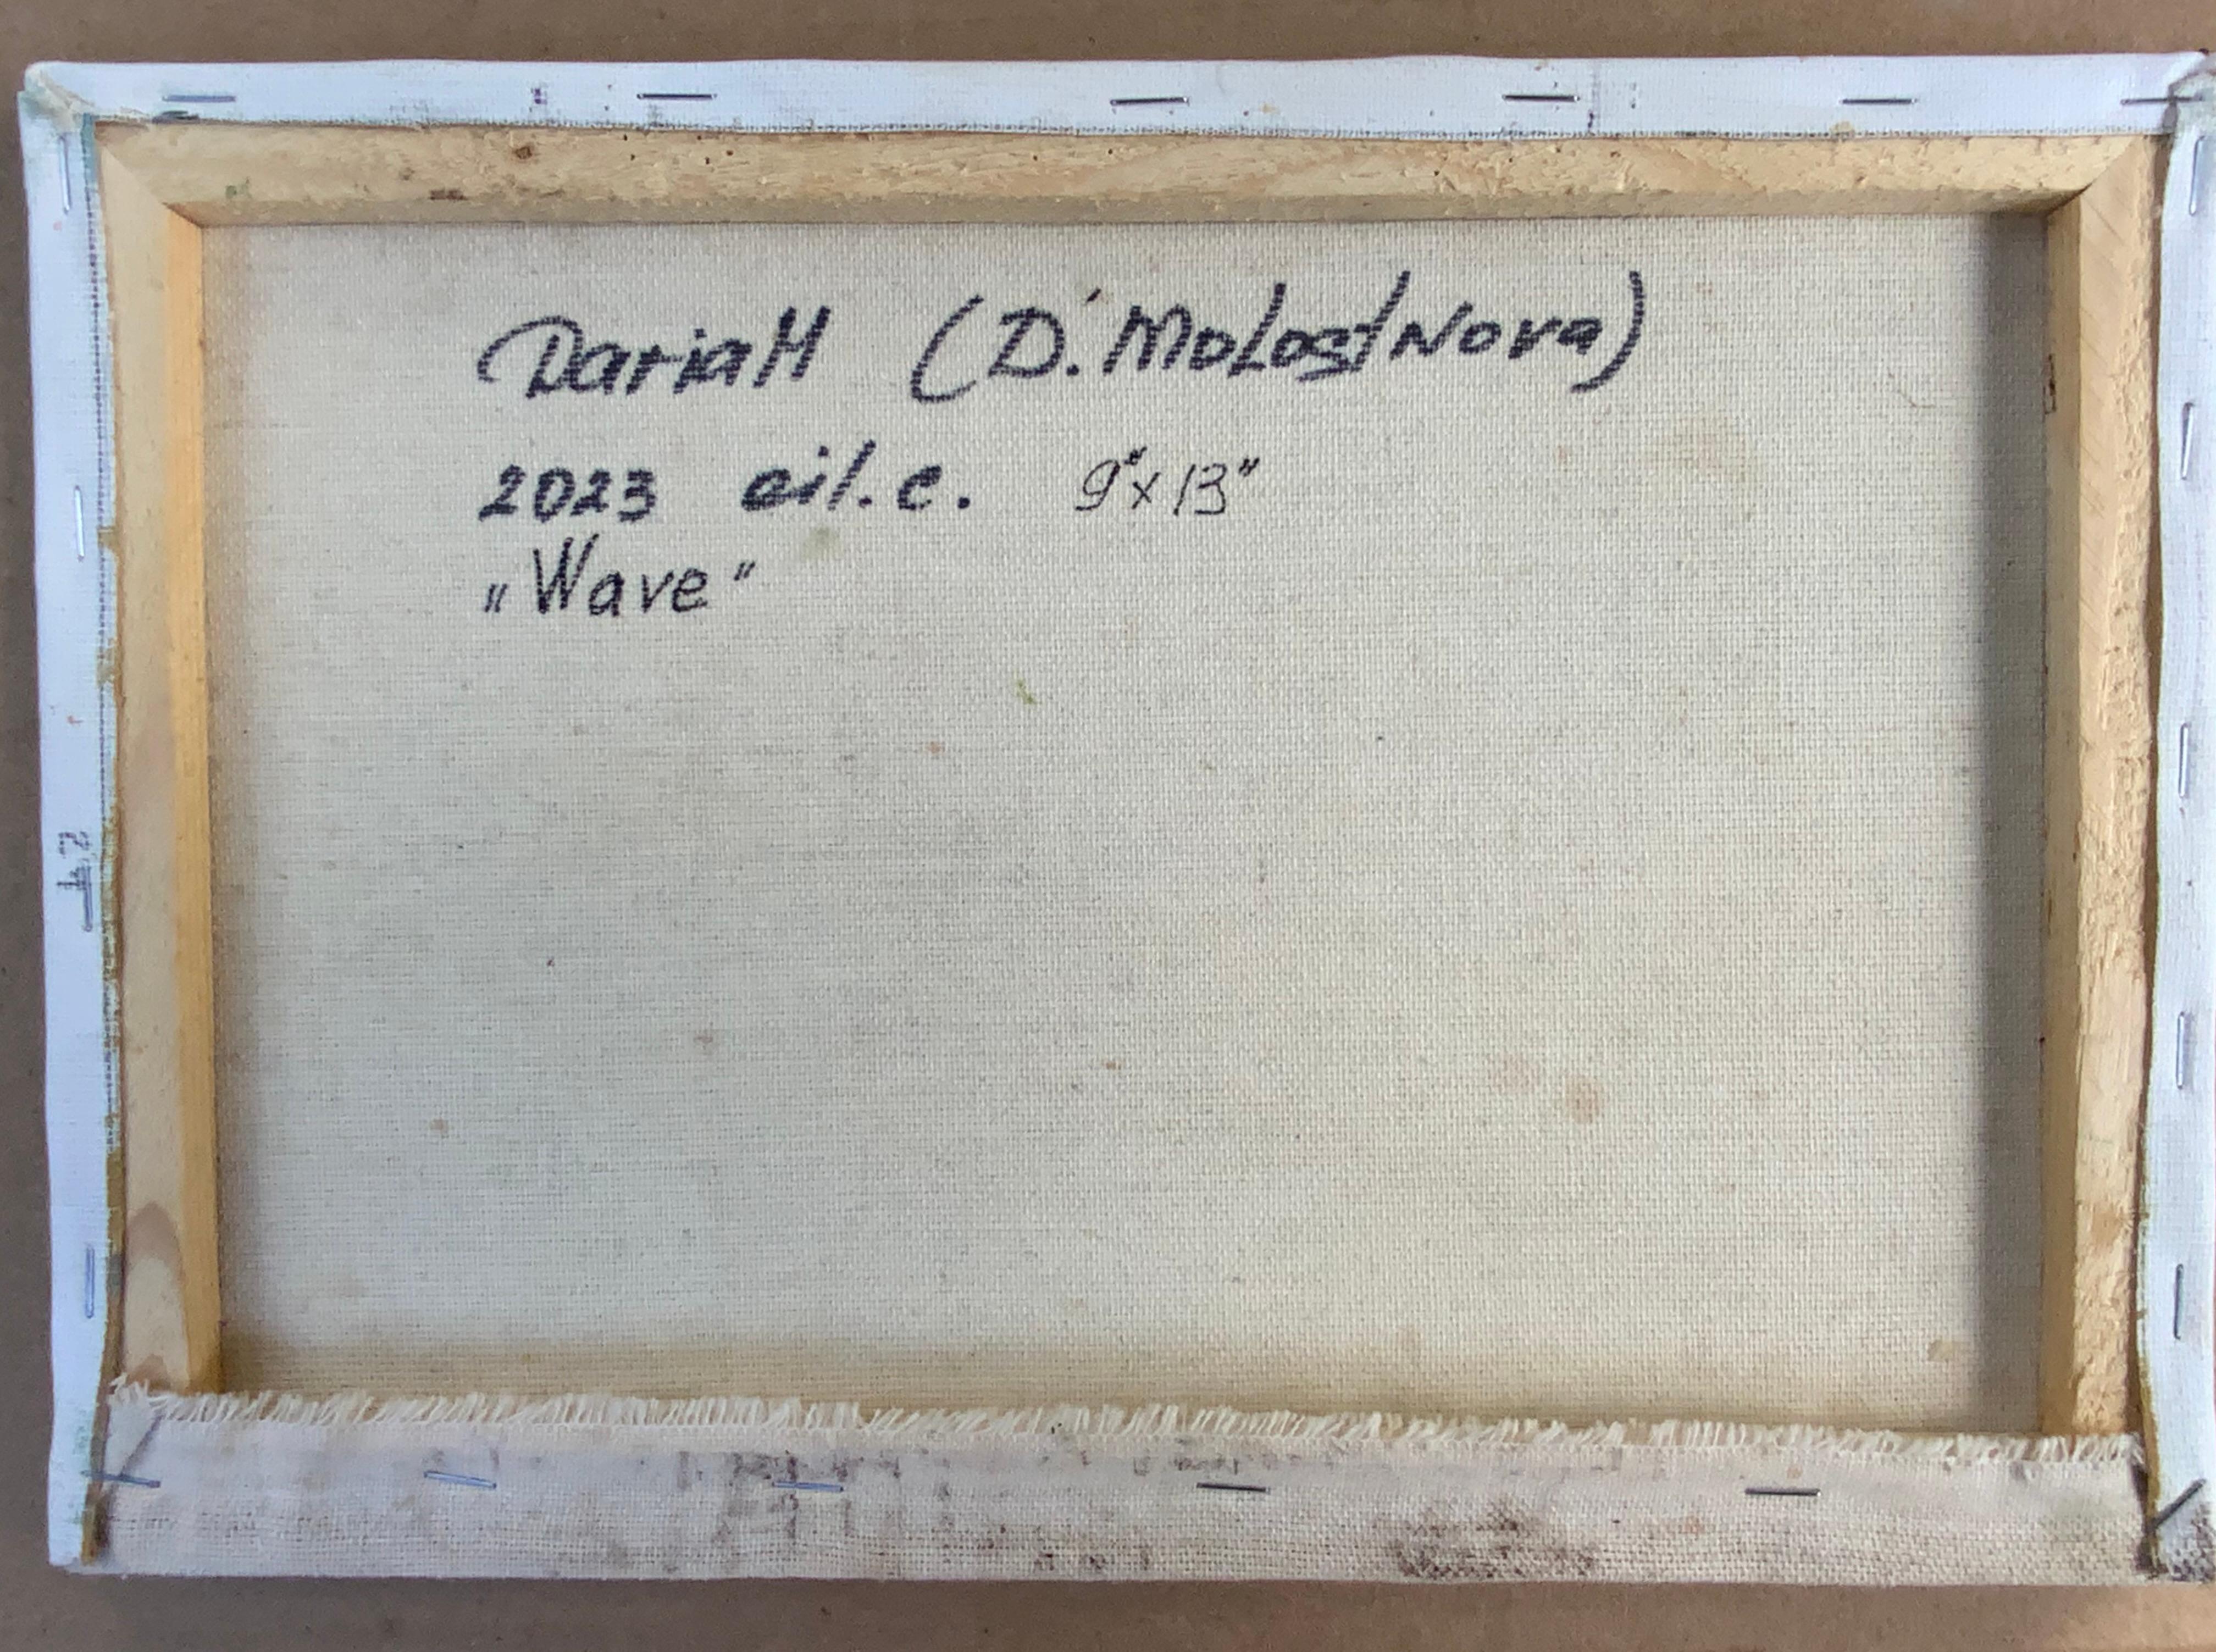 DariaM (D. MoLostNova)
2023 oil. c. 9"x13"
„Wave"